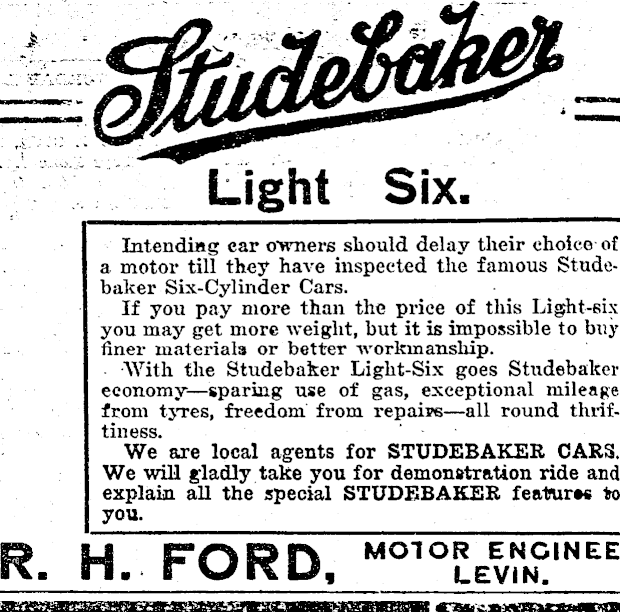 Studebaker
Light Six.
Intending car owners should delay their choice of
a motor till they have inspected the famous Stude-
baker Six-Cylinder Cars.
If you pay more than the price of this Light-six
you may get more weight, but it is impossible to buy
finer materials or better workmanship.
With the Studebaker Light-Six goes Studebaker
economy—sparing use of gas, exceptional mileage
from tyres, freedom from repairs—all round thrif-
tiness.
We are local agents for STUDEBAKER CARS.
We will gladly take you for demonstration ride and
explain all the special STUDEBAKER features to
you.
R. H. FORD, MOTOR ENGINEE
LEVIN.